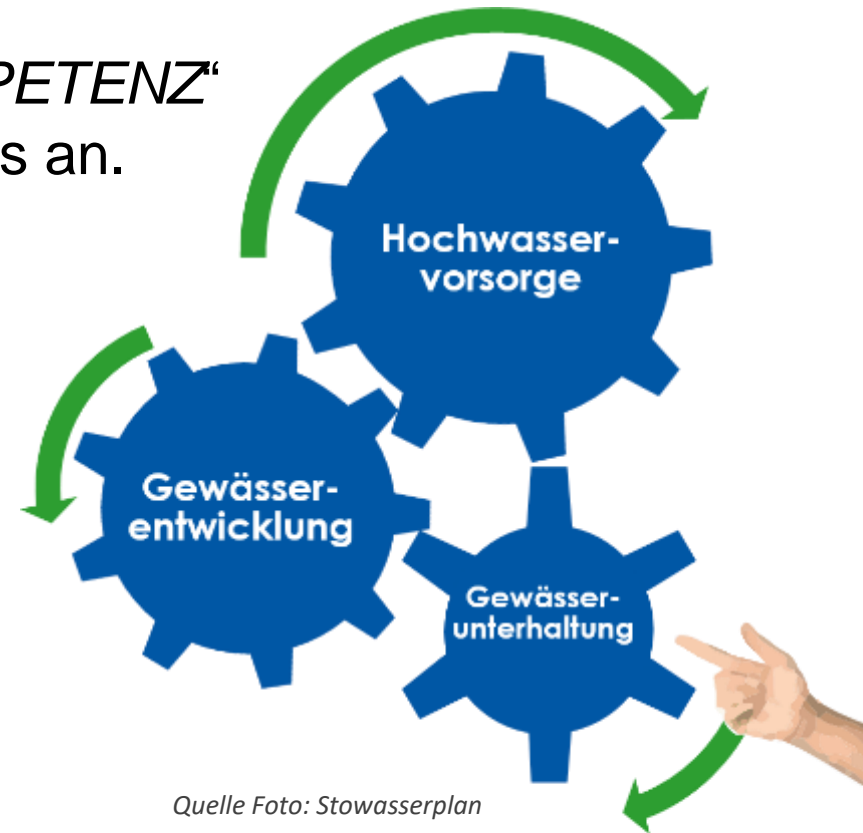 PETENZ“
s an.
Hochwasser-
vorsorge
Gewässer-
entwicklung
Gewässer-
unterhaltung
Quelle Foto: Stowasserplan